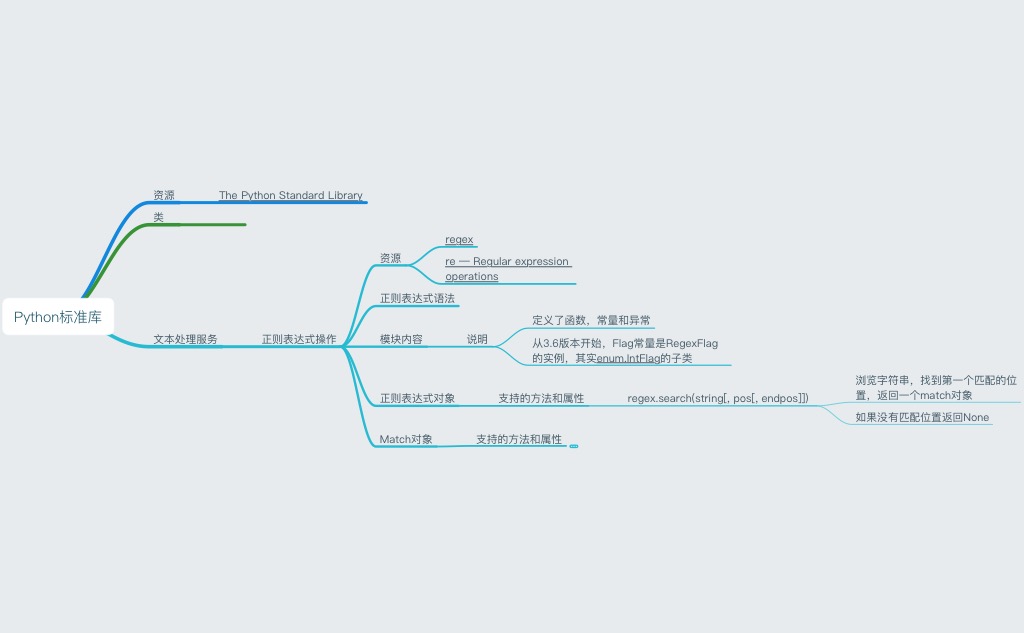 资源
The Python Standard Library
类
Python标准库
文本处理服务
正则表达式操作
资源
regex
re — Regular expression
operations
正则表达式语法
模块内容
说明
定义了函数，常量和异常
从3.6版本开始，Flag常量是RegexFlag
的实例，其实enum.IntFlag的子类
正则表达式对象
支持的方法和属性
regex.search(string[, pos[, endpos]])
浏览字符串，找到第一个匹配的位
置，返回一个match对象
如果没有匹配位置返回None
Match对象
支持的方法和属性